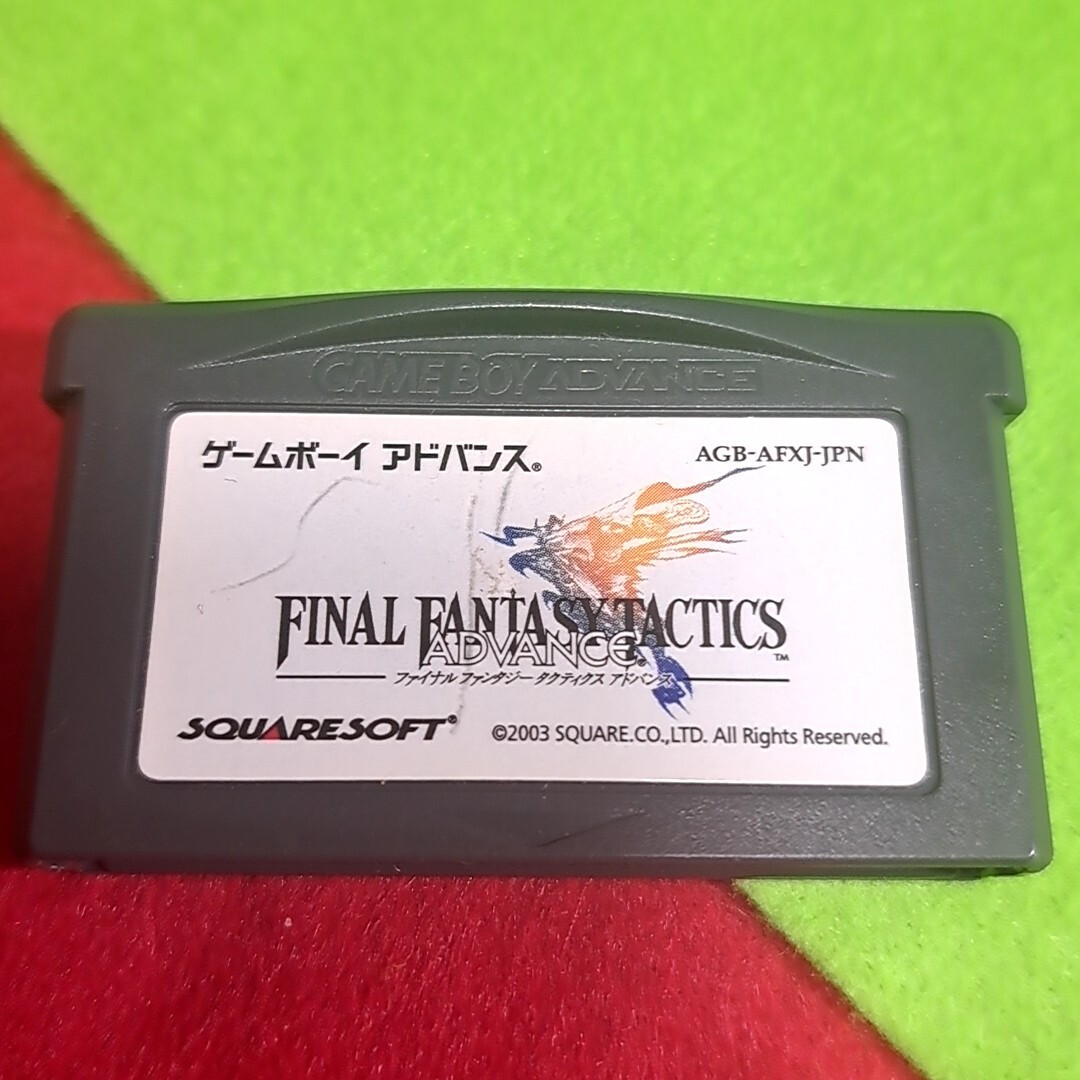 GAME BOY ADVANCE
ゲームボーイ アドバンス®
AGB-AFXJ-JPN
FINAL FANTASY TACTICS™
ADVANCE®
ファイナル ファンタジー タクティクス アドバンス
SQUARESOFT®
©2003 SQUARE.CO.,LTD. All Rights Reserved.